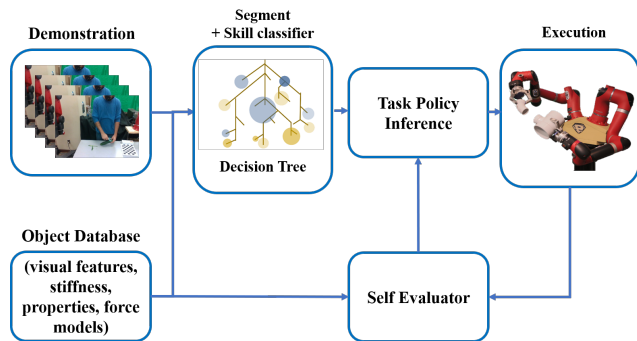 Demonstration
Segment
+ Skill classifier
Execution
Decision Tree
Task Policy
Inference
Object Database
(visual features,
stiffness,
properties, force
models)
Self Evaluator